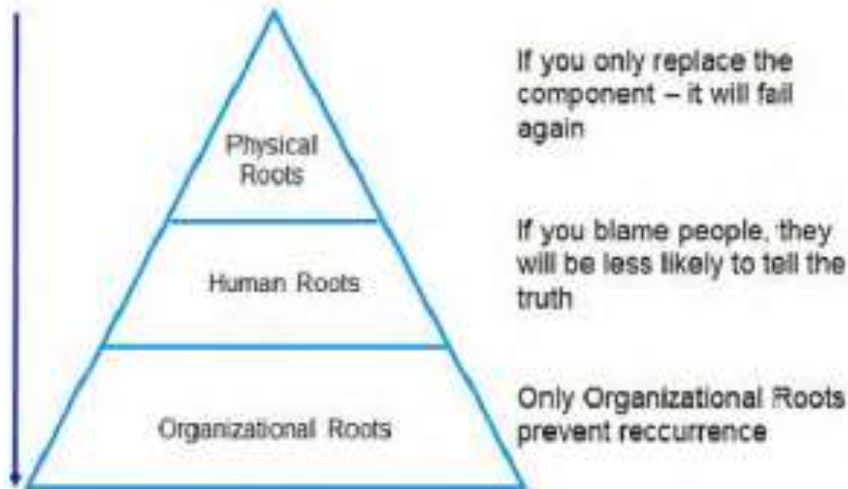 If you only replace the
component – it will fail
again
Physical
Roots
If you blame people, they
will be less likely to tell the
truth
Human Roots
Only Organizational Roots
prevent reccurrence
Organizational Roots